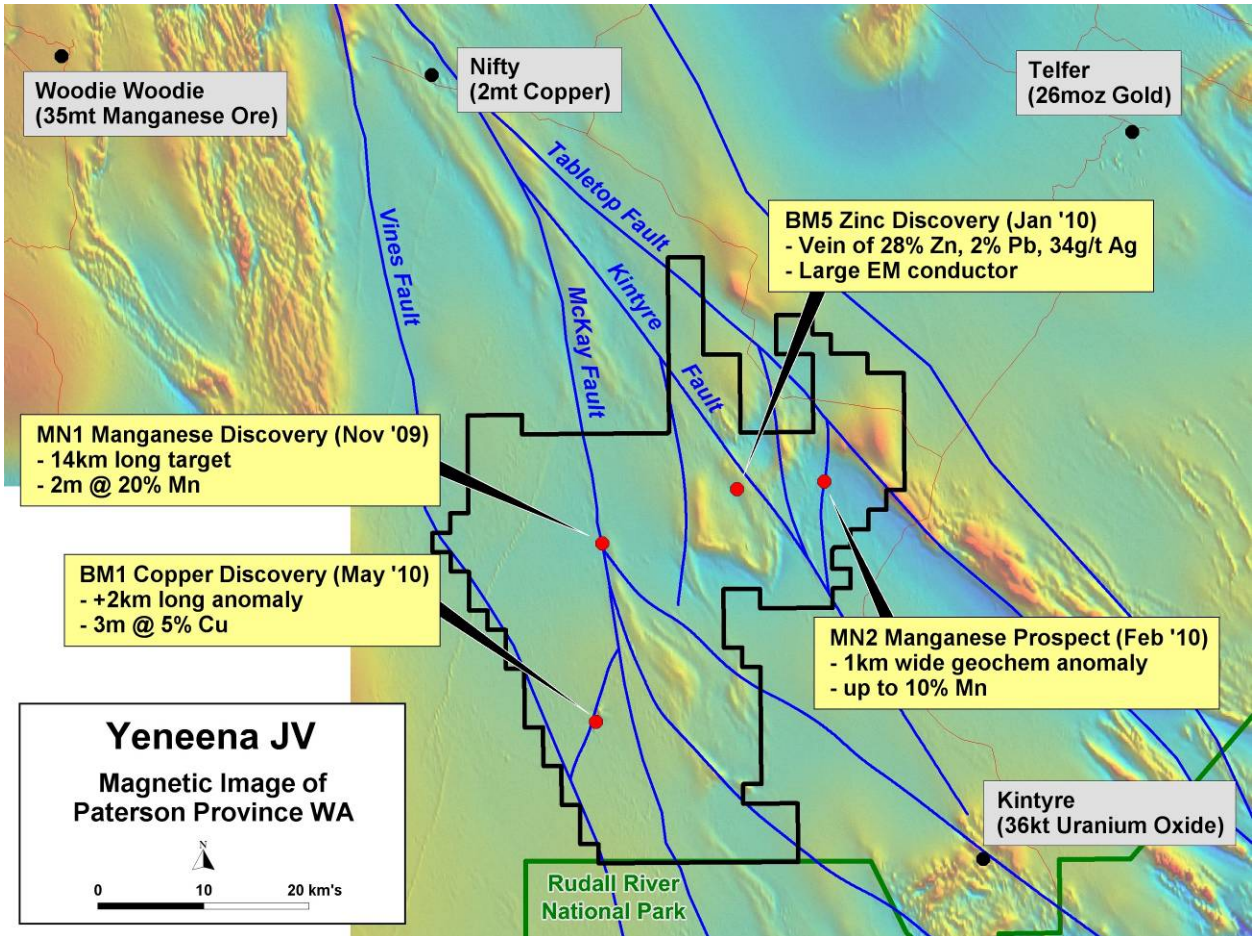 Woodie Woodie
(35mt Manganese Ore)
Nifty
(2mt Copper)
Telfer
(26moz Gold)
Vines Fault
McKay Fault
Kintyre
Fault
Tabletop Fault
BM5 Zinc Discovery (Jan '10)
- Vein of 28% Zn, 2% Pb, 34g/t Ag
- Large EM conductor
MN1 Manganese Discovery (Nov '09)
- 14km long target
- 2m @ 20% Mn
BM1 Copper Discovery (May '10)
- +2km long anomaly
- 3m @ 5% Cu
MN2 Manganese Prospect (Feb '10)
- 1km wide geochem anomaly
- up to 10% Mn
Yeneena JV
Magnetic Image of
Paterson Province WA
N
0 10 20 km's
Kintyre
(36kt Uranium Oxide)
Rudall River
National Park